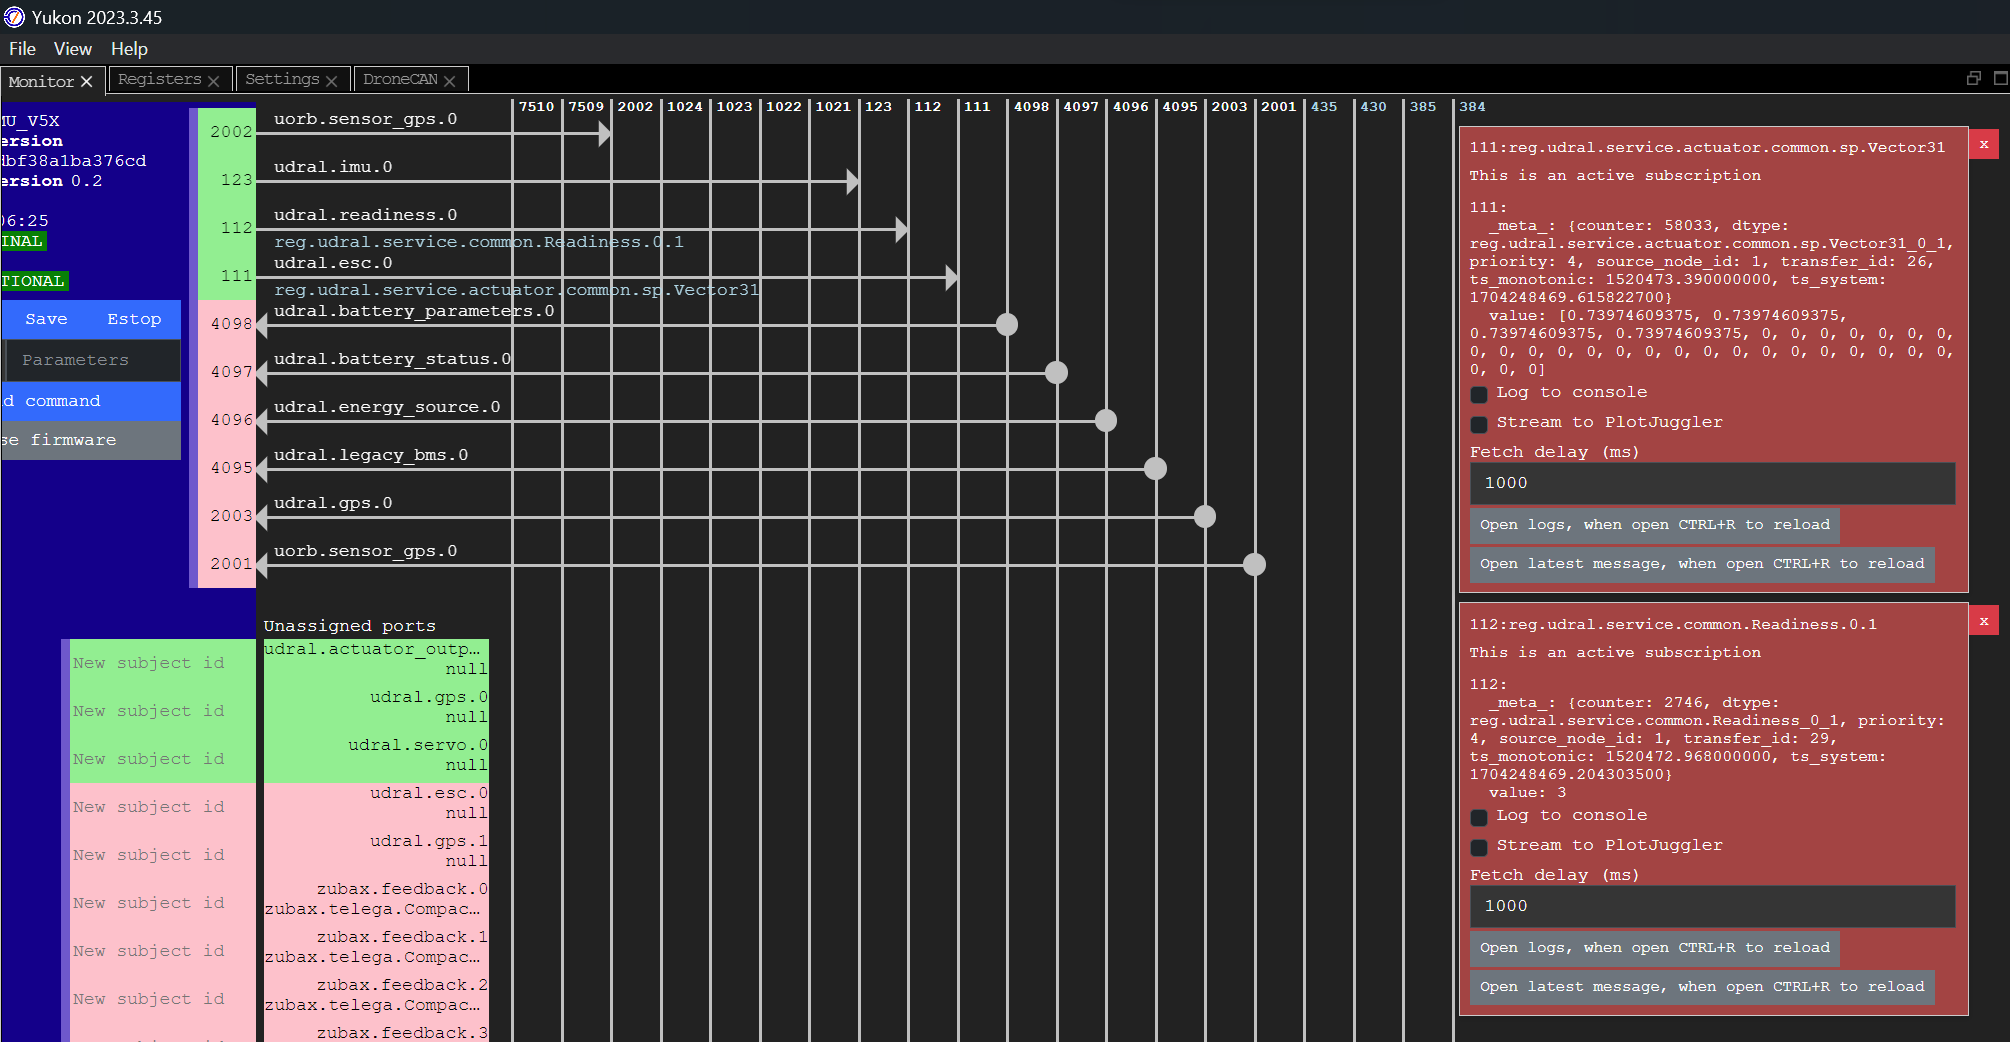 Yukon 2023.3.45
File View Help
Monitor Registers Settings DroneCAN
7510 7509 2002 1024 1023 1022 1021 123 112 111 4098 4097 4096 4095 2003 2001 435 430 385 384
MU_V5X
ersion
dbf38a1ba376cd
ersion 0.2
06:25
INAL
TIONAL
Save Estop
Parameters
d command
se firmware
2002 uorb.sensor_gps.0
123 udral.imu.0
112 udral.readiness.0
reg.udral.service.common.Readiness.0.1
111 udral.esc.0
reg.udral.service.actuator.common.sp.Vector31
4098 udral.battery_parameters.0
4097 udral.battery_status.0
4096 udral.energy_source.0
4095 udral.legacy_bms.0
2003 udral.gps.0
2001 uorb.sensor_gps.0
Unassigned ports
New subject id udral.actuator_outp…
null
New subject id udral.gps.0
null
New subject id udral.servo.0
null
New subject id udral.esc.0
null
New subject id udral.gps.1
null
New subject id zubax.feedback.0
zubax.telega.Compac…
New subject id zubax.feedback.1
zubax.telega.Compac…
New subject id zubax.feedback.2
zubax.telega.Compac…
zubax.feedback.3
111:reg.udral.service.actuator.common.sp.Vector31
x
This is an active subscription
111:
_meta_: {counter: 58033, dtype:
reg.udral.service.actuator.common.sp.Vector31_0_1,
priority: 4, source_node_id: 1, transfer_id: 26,
ts_monotonic: 1520473.390000000, ts_system:
1704248469.615822700}
value: [0.73974609375, 0.73974609375,
0.73974609375, 0.73974609375, 0, 0, 0, 0, 0, 0, 0,
0, 0, 0, 0, 0, 0, 0, 0, 0, 0, 0, 0, 0, 0, 0, 0, 0,
0, 0, 0]
Log to console
Stream to PlotJuggler
Fetch delay (ms)
1000
Open logs, when open CTRL+R to reload
Open latest message, when open CTRL+R to reload
112:reg.udral.service.common.Readiness.0.1
x
This is an active subscription
112:
_meta_: {counter: 2746, dtype:
reg.udral.service.common.Readiness_0_1, priority:
4, source_node_id: 1, transfer_id: 29,
ts_monotonic: 1520472.968000000, ts_system:
1704248469.204303500}
value: 3
Log to console
Stream to PlotJuggler
Fetch delay (ms)
1000
Open logs, when open CTRL+R to reload
Open latest message, when open CTRL+R to reload